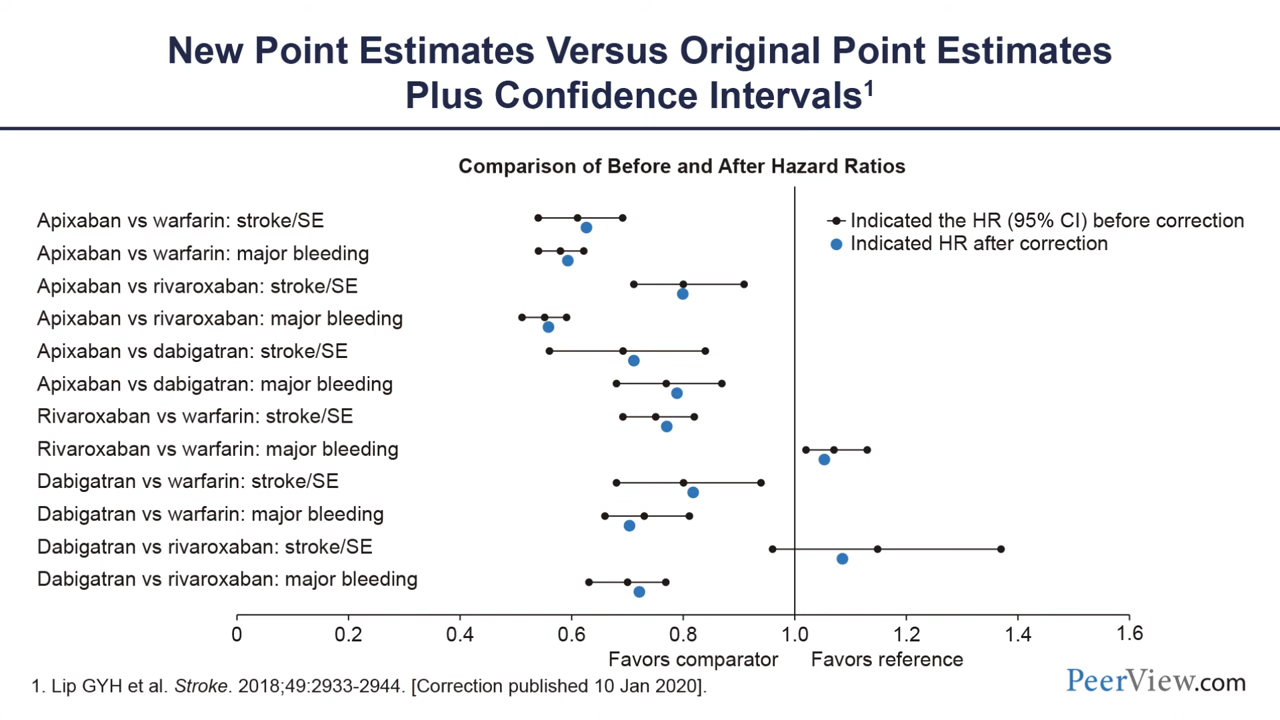 New Point Estimates Versus Original Point Estimates
Plus Confidence Intervals¹
Comparison of Before and After Hazard Ratios
Indicated the HR (95% CI) before correction
Indicated HR after correction
Apixaban vs warfarin: stroke/SE
Apixaban vs warfarin: major bleeding
Apixaban vs rivaroxaban: stroke/SE
Apixaban vs rivaroxaban: major bleeding
Apixaban vs dabigatran: stroke/SE
Apixaban vs dabigatran: major bleeding
Rivaroxaban vs warfarin: stroke/SE
Rivaroxaban vs warfarin: major bleeding
Dabigatran vs warfarin: stroke/SE
Dabigatran vs warfarin: major bleeding
Dabigatran vs rivaroxaban: stroke/SE
Dabigatran vs rivaroxaban: major bleeding
0 0.2 0.4 0.6 0.8 1.0 1.2 1.4 1.6
Favors comparator Favors reference
1. Lip GYH et al. Stroke. 2018;49:2933-2944. [Correction published 10 Jan 2020].
PeerView.com